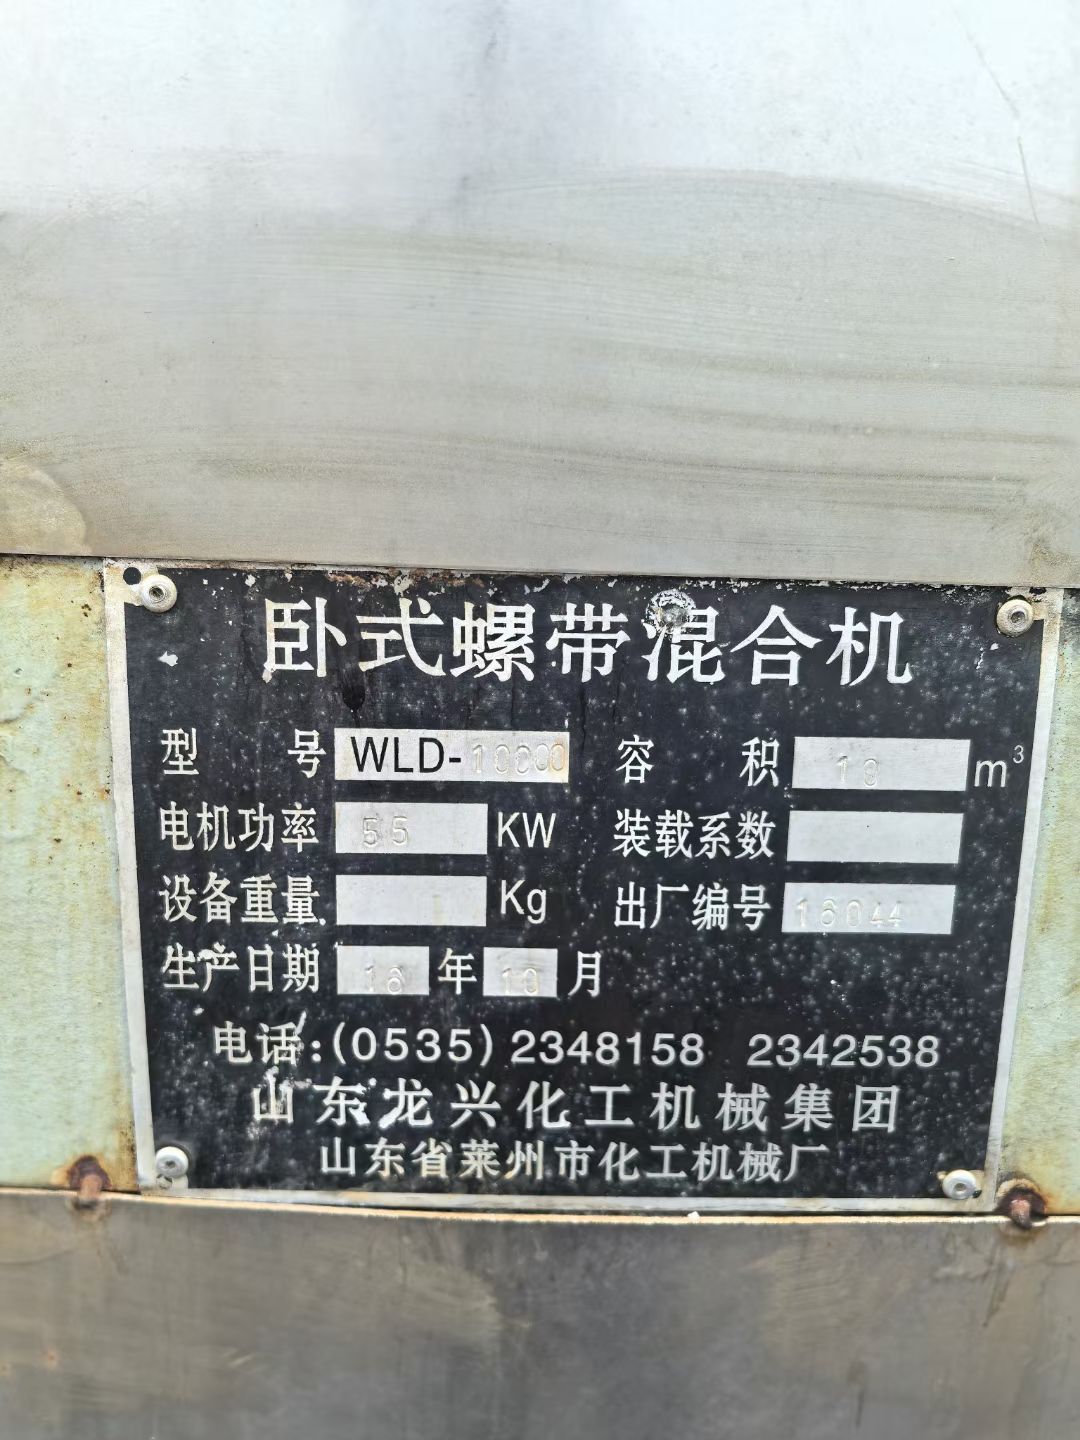 卧式螺带混合机
型 号 WLD-10000 容 积 10 m³
电机功率 55 KW 装载系数
设备重量 Kg 出厂编号 16044
生产日期 16 年 10 月
电话:(0535)2348158 2342538
山东龙兴化工机械集团
山东省莱州市化工机械厂